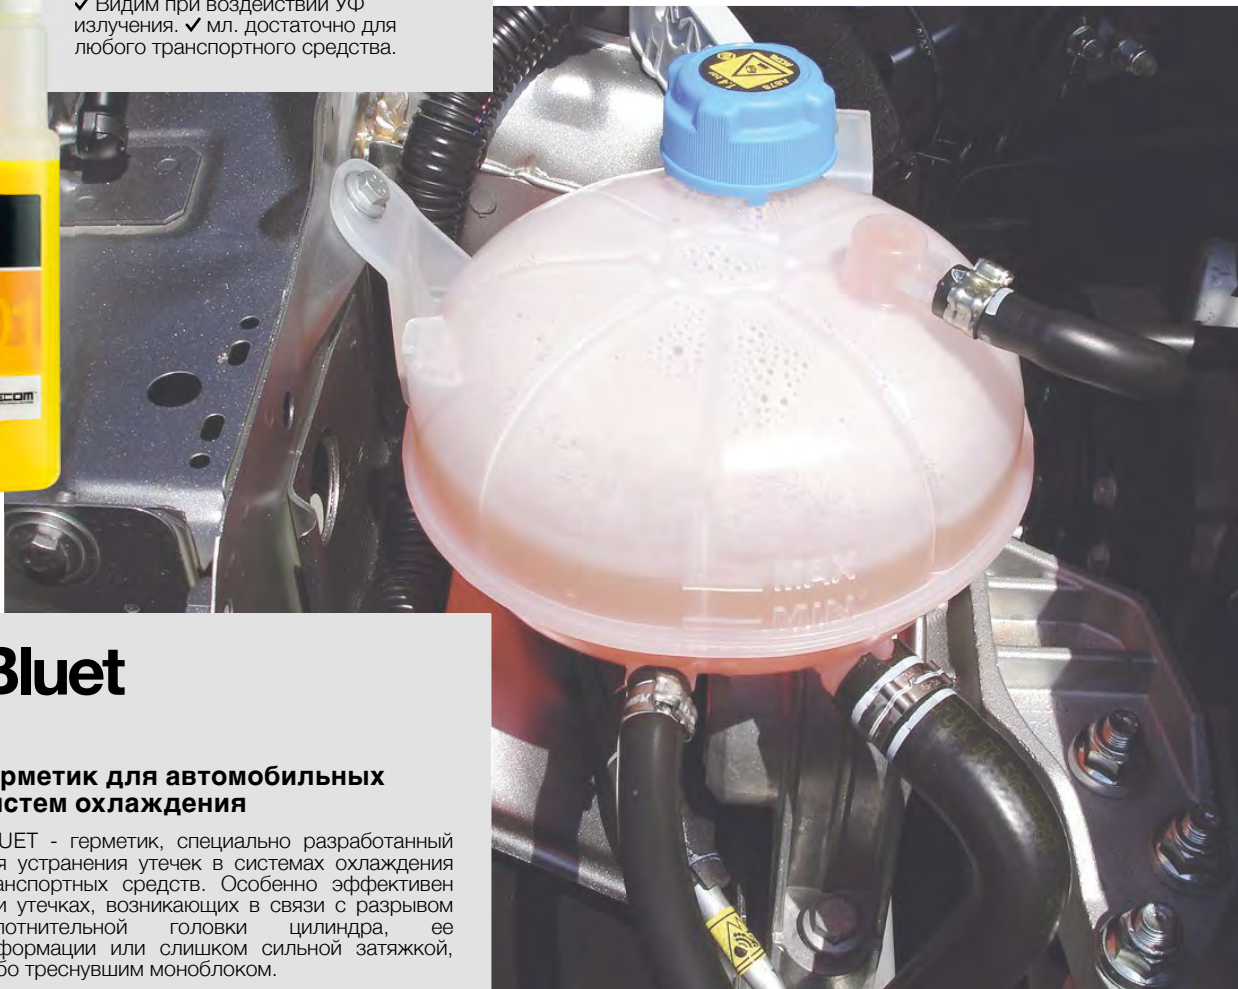 ✓ Видим при воздействии УФ
излучения. ✓ мл. достаточно для
любого транспортного средства.
Bluet
рметик для автомобильных
истем охлаждения
UET - герметик, специально разработанный
я устранения утечек в системах охлаждения
анспортных средств. Особенно эффективен
и утечках, возникающих в связи с разрывом
лотнительной головки цилиндра, ее
формации или слишком сильной затяжкой,
бо треснувшим моноблоком.
MAX
MIN